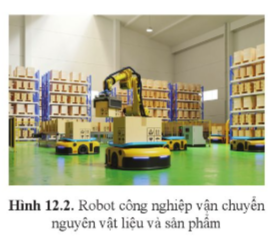 Hình 12.2. Robot công nghiệp vận chuyển
nguyên vật liệu và sản phẩm